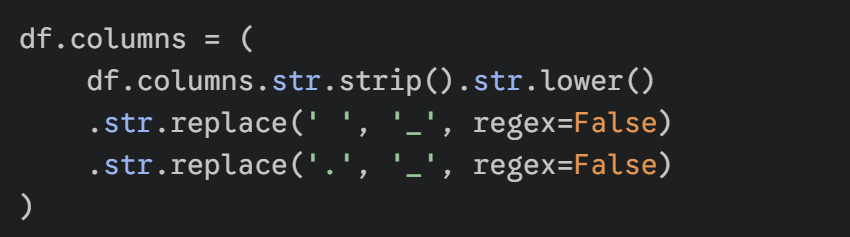 df.columns = (
    df.columns.str.strip().str.lower()
    .str.replace(' ', '_', regex=False)
    .str.replace('.', '_', regex=False)
)